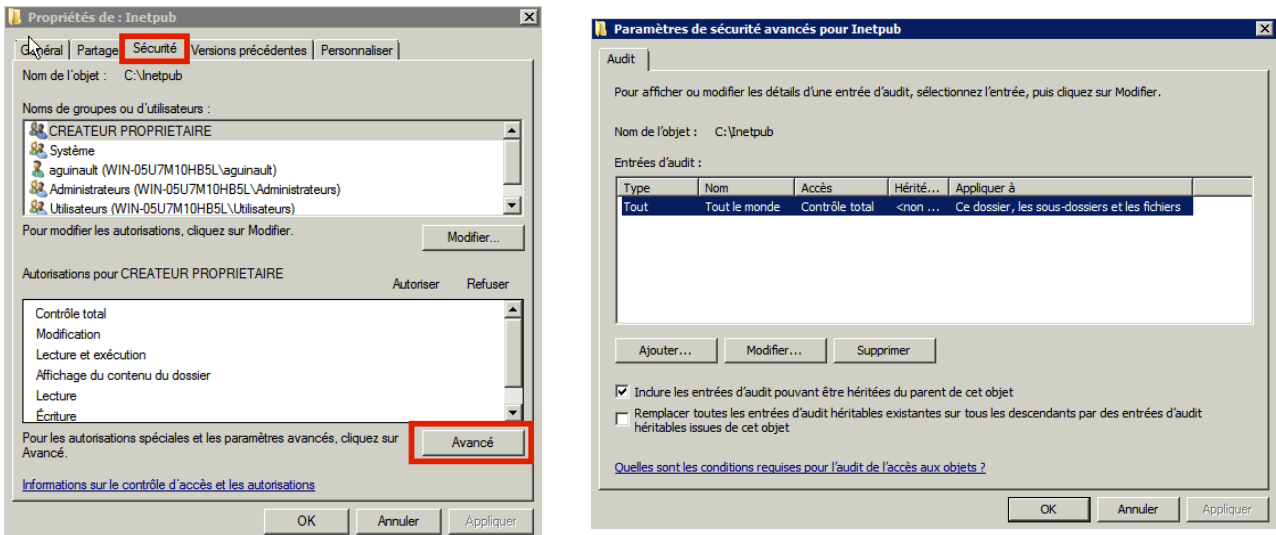 Propriétés de : Inetpub
Général Partage Sécurité Versions précédentes Personnaliser
Nom de l'objet : C:\Inetpub
Noms de groupes ou d'utilisateurs :
CREATEUR PROPRIETAIRE
Système
aguinault (WIN-05U7M10HB5L\aguinault)
Administrateurs (WIN-05U7M10HB5L\Administrateurs)
Utilisateurs (WIN-05U7M10HB5L\Utilisateurs)
Pour modifier les autorisations, cliquez sur Modifier.
Modifier...
Autorisations pour CREATEUR PROPRIETAIRE
Autoriser Refuser
Contrôle total
Modification
Lecture et exécution
Affichage du contenu du dossier
Lecture
Écriture
Pour les autorisations spéciales et les paramètres avancés, cliquez sur
Avancé.
Avancé
Informations sur le contrôle d'accès et les autorisations
OK Annuler Appliquer
Paramètres de sécurité avancés pour Inetpub
Audit
Pour afficher ou modifier les détails d'une entrée d'audit, sélectionnez l'entrée, puis cliquez sur Modifier.
Nom de l'objet : C:\Inetpub
Entrées d'audit :
Type Nom Accès Hérité... Appliquer à
Tout Tout le monde Contrôle total <non ... Ce dossier, les sous-dossiers et les fichiers
Ajouter... Modifier... Supprimer
Inclure les entrées d'audit pouvant être héritées du parent de cet objet
Remplacer toutes les entrées d'audit héritables existantes sur tous les descendants par des entrées d'audit
héritables issues de cet objet
Quelles sont les conditions requises pour l'audit de l'accès aux objets ?
OK Annuler Appliquer